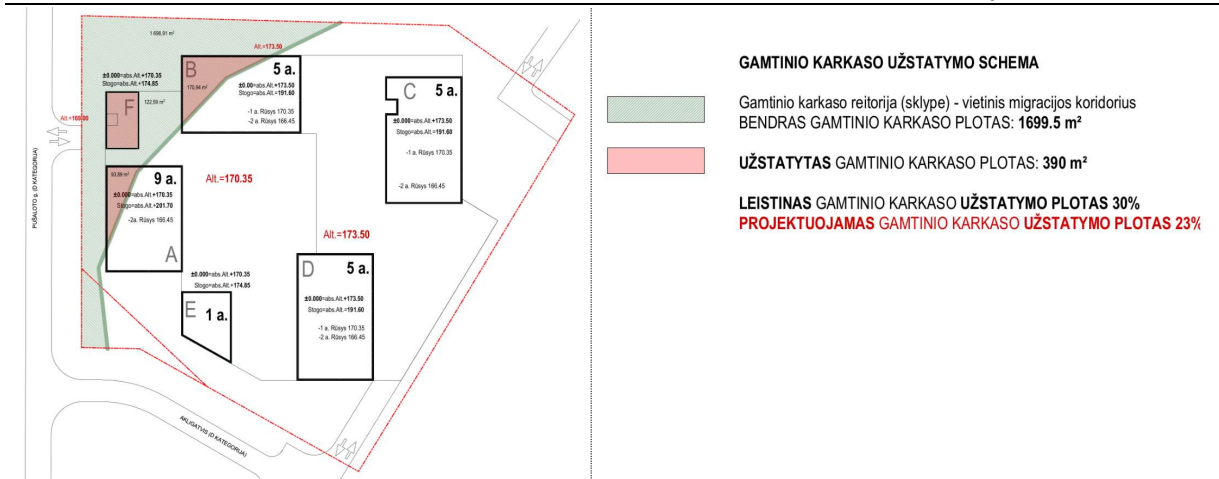 1 698,91 m²
Alt.=173.50
B
5 a.
±0.00=abs.Alt.+173.50
Stogo=abs.Alt.=191.60
170,94 m²
-1 a. Rūsys 170.35
-2 a. Rūsys 166.45
±0.000=abs.Alt.+170.35
Stogo=abs.Alt.+174.85
F
122,59 m²
Alt.=169.00
C
5 a.
±0.000=abs.Alt.+173.50
Stogo=abs.Alt.=191.60
-1 a. Rūsys 170.35
-2 a. Rūsys 166.45
93,89 m²
9 a.
±0.000=abs.Alt.+170.35
Stogo=abs.Alt.+201.70
-2a. Rūsys 166.45
A
Alt.=170.35
Alt.=173.50
±0.000=abs.Alt.+170.35
Stogo=abs.Alt.=174.85
E
1 a.
D
5 a.
±0.000=abs.Alt.+173.50
Stogo=abs.Alt.=191.60
-1 a. Rūsys 170.35
-2 a. Rūsys 166.45
PUŠALOTO g. (D KATEGORIJA)
AKLIGATVIS (D KATEGORIJA)
GAMTINIO KARKASO UŽSTATYMO SCHEMA
Gamtinio karkaso reitorija (sklype) - vietinis migracijos koridorius
BENDRAS GAMTINIO KARKASO PLOTAS: 1699.5 m²
UŽSTATYTAS GAMTINIO KARKASO PLOTAS: 390 m²
LEISTINAS GAMTINIO KARKASO UŽSTATYMO PLOTAS 30%
PROJEKTUOJAMAS GAMTINIO KARKASO UŽSTATYMO PLOTAS 23%